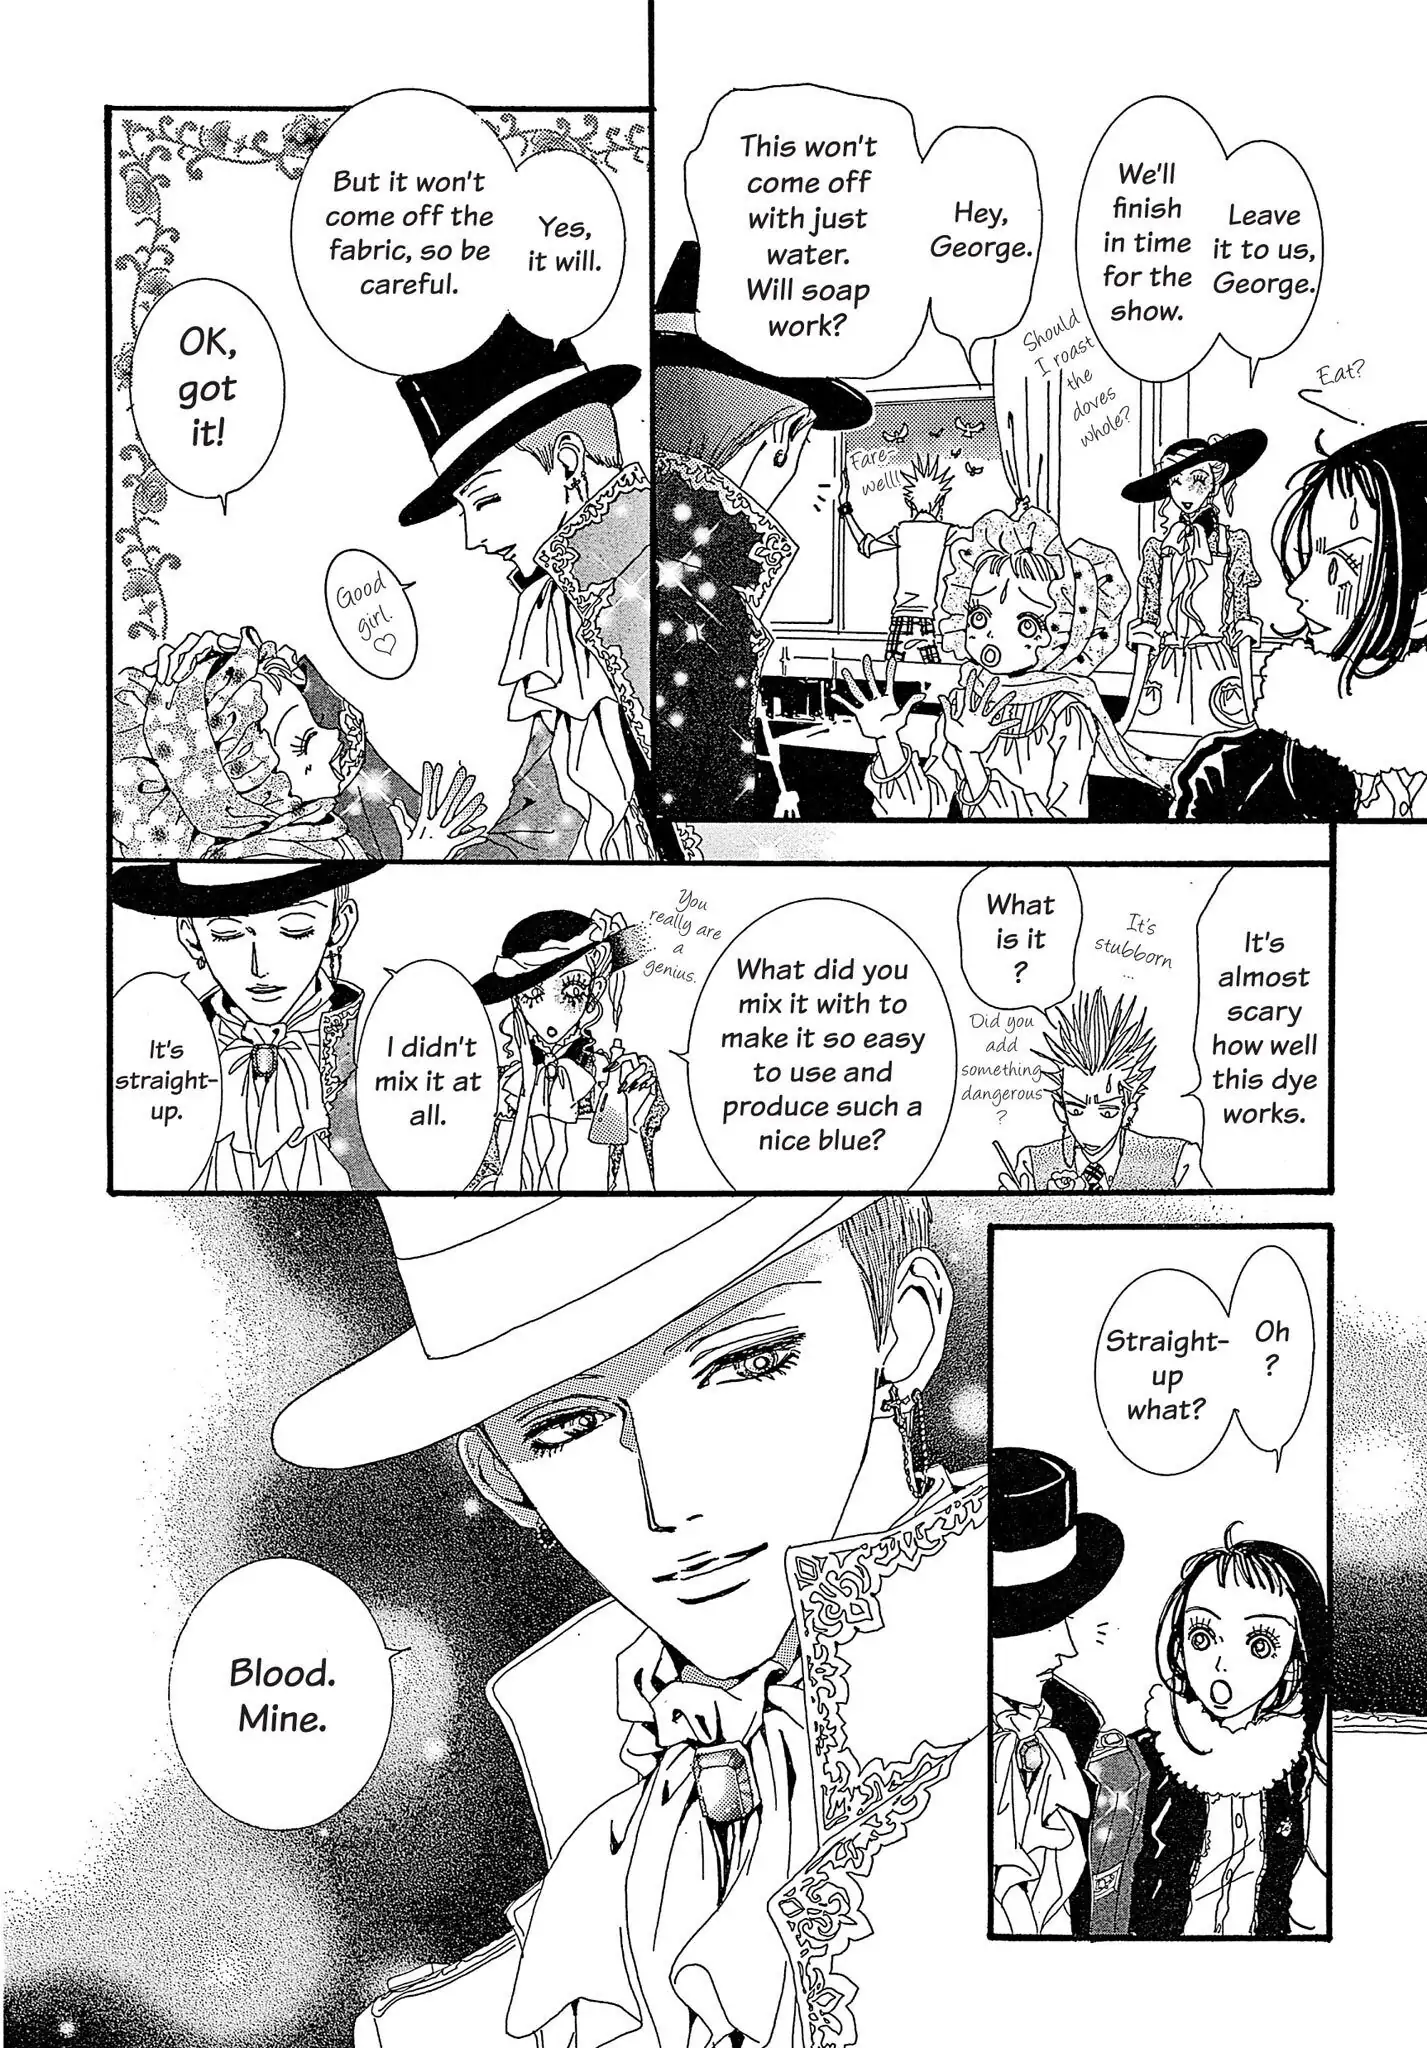 Leave
it to us,
George.
We'll
finish
in time
for the
show.
Eat?
Should
I roast
the
doves
whole?
Fare-
well!
Hey,
George.
This won't
come off
with just
water.
Will soap
work?
Yes,
it will.
But it won't
come off the
fabric, so be
careful.
OK,
got
it!
Good
girl.
♡
It's
almost
scary
how well
this dye
works.
It's
stubborn
...
What
is it
?
Did you
add
something
dangerous
?
What did you
mix it with to
make it so easy
to use and
produce such a
nice blue?
You
really are
a
genius.
I didn't
mix it at
all.
It's
straight-
up.
Oh
?
Straight-
up
what?
Blood.
Mine.